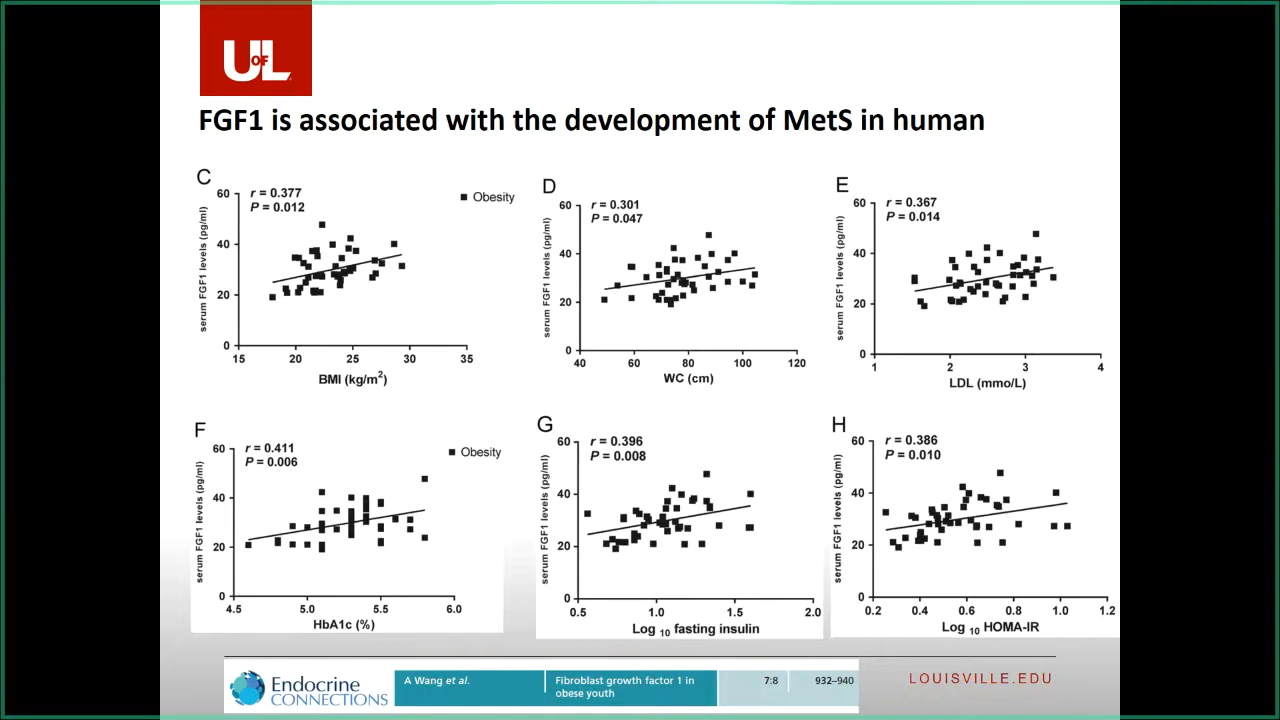 UofL
FGF1 is associated with the development of MetS in human
C
r = 0.377
P = 0.012
Obesity
serum FGF1 levels (pg/ml)
60
40
20
0
15 20 25 30 35
BMI (kg/m2)
D
r = 0.301
P = 0.047
serum FGF1 levels (pg/ml)
60
40
20
0
40 60 80 100 120
WC (cm)
E
r = 0.367
P = 0.014
serum FGF1 levels (pg/ml)
60
40
20
0
1 2 3 4
LDL (mmo/L)
F
r = 0.411
P = 0.006
Obesity
serum FGF1 levels (pg/ml)
60
40
20
0
4.5 5.0 5.5 6.0
HbA1c (%)
G
r = 0.396
P = 0.008
serum FGF1 levels (pg/ml)
60
40
20
0
0.5 1.0 1.5 2.0
Log 10 fasting insulin
H
r = 0.386
P = 0.010
serum FGF1 levels (pg/ml)
60
40
20
0
0.2 0.4 0.6 0.8 1.0 1.2
Log 10 HOMA-IR
Endocrine
CONNECTIONS
A Wang et al.
Fibroblast growth factor 1 in
obese youth
7:8
932–940
LOUISVILLE.EDU